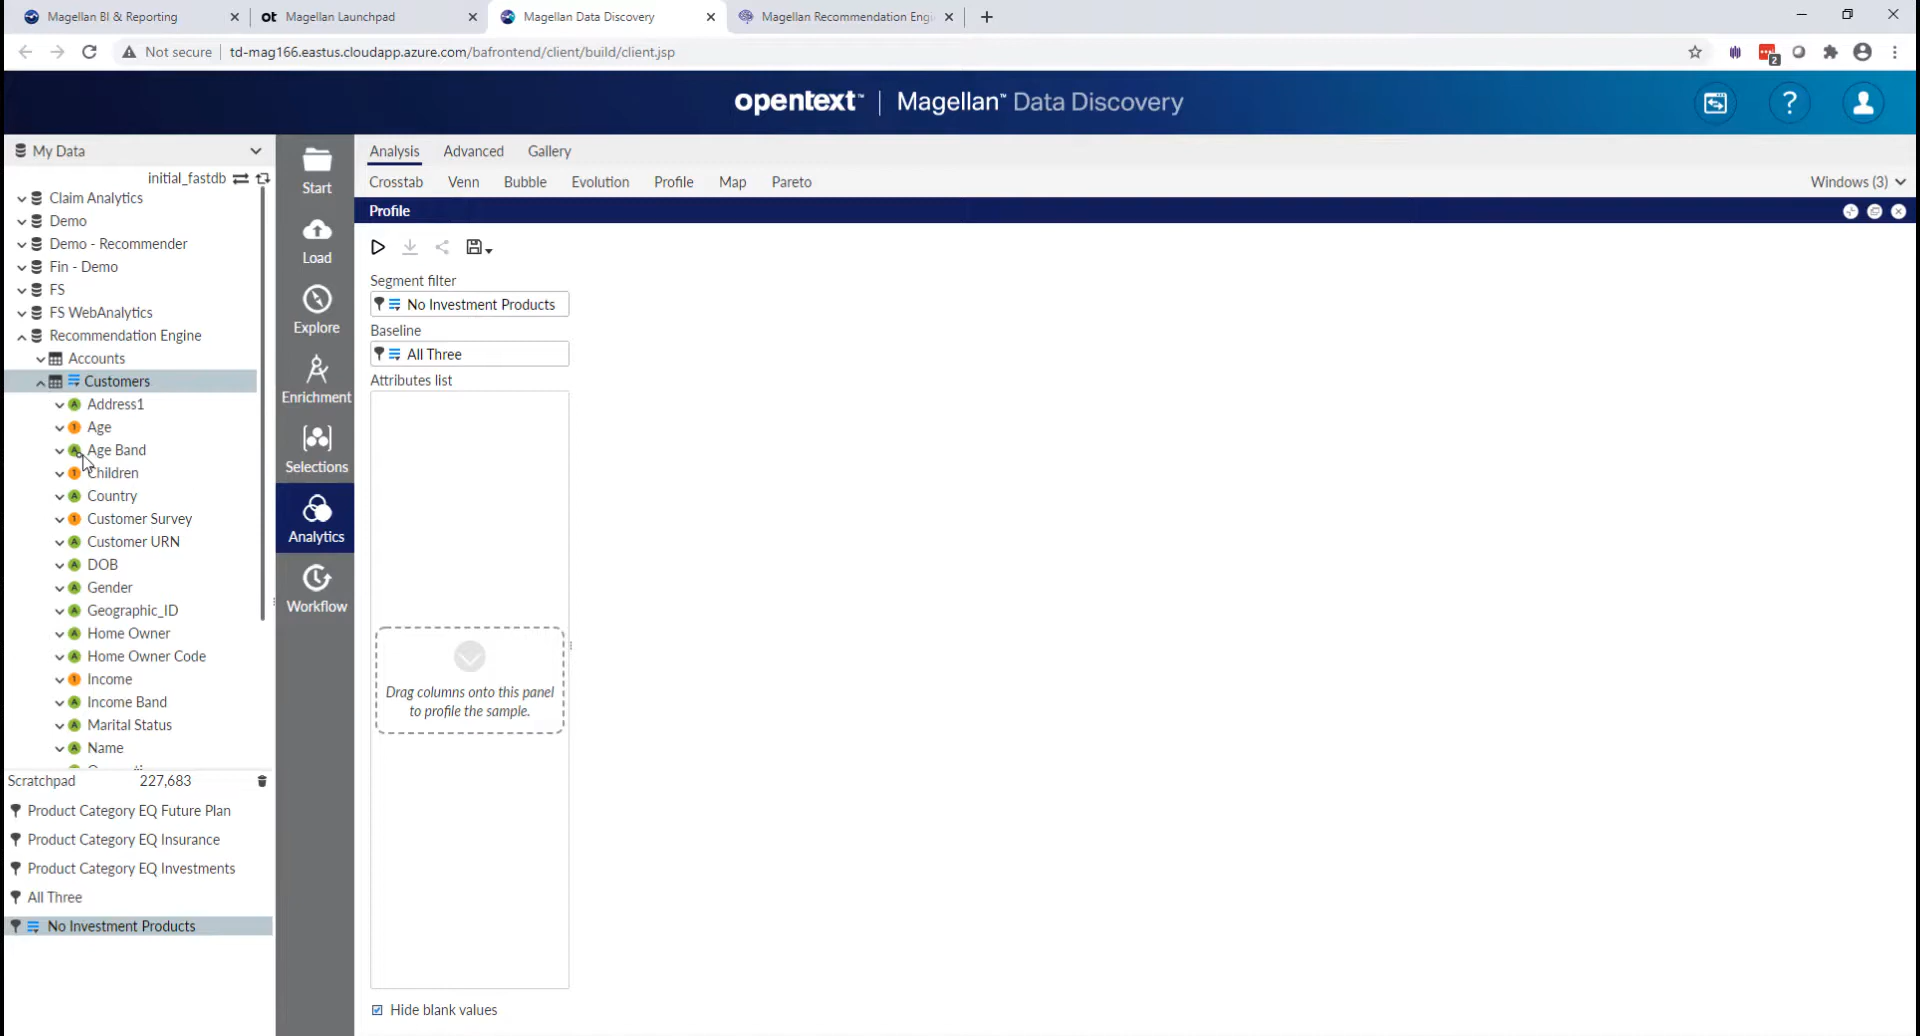 Magellan BI & Reporting
ot Magellan Launchpad
Magellan Data Discovery
Magellan Recommendation Engi
Not secure
td-mag166.eastus.cloudapp.azure.com/bafrontend/client/build/client.jsp
2
opentext™ | Magellan™ Data Discovery
?
My Data
initial_fastdb
Claim Analytics
Demo
Demo - Recommender
Fin - Demo
FS
FS WebAnalytics
Recommendation Engine
Accounts
Customers
A Address1
1 Age
A Age Band
1 Children
A Country
1 Customer Survey
A Customer URN
A DOB
A Gender
A Geographic_ID
A Home Owner
A Home Owner Code
1 Income
A Income Band
A Marital Status
A Name
Scratchpad 227,683
Product Category EQ Future Plan
Product Category EQ Insurance
Product Category EQ Investments
All Three
No Investment Products
Start
Load
Explore
Enrichment
Selections
Analytics
Workflow
Analysis Advanced Gallery
Crosstab Venn Bubble Evolution Profile Map Pareto
Windows (3)
Profile
Segment filter
No Investment Products
Baseline
All Three
Attributes list
Drag columns onto this panel
to profile the sample.
Hide blank values